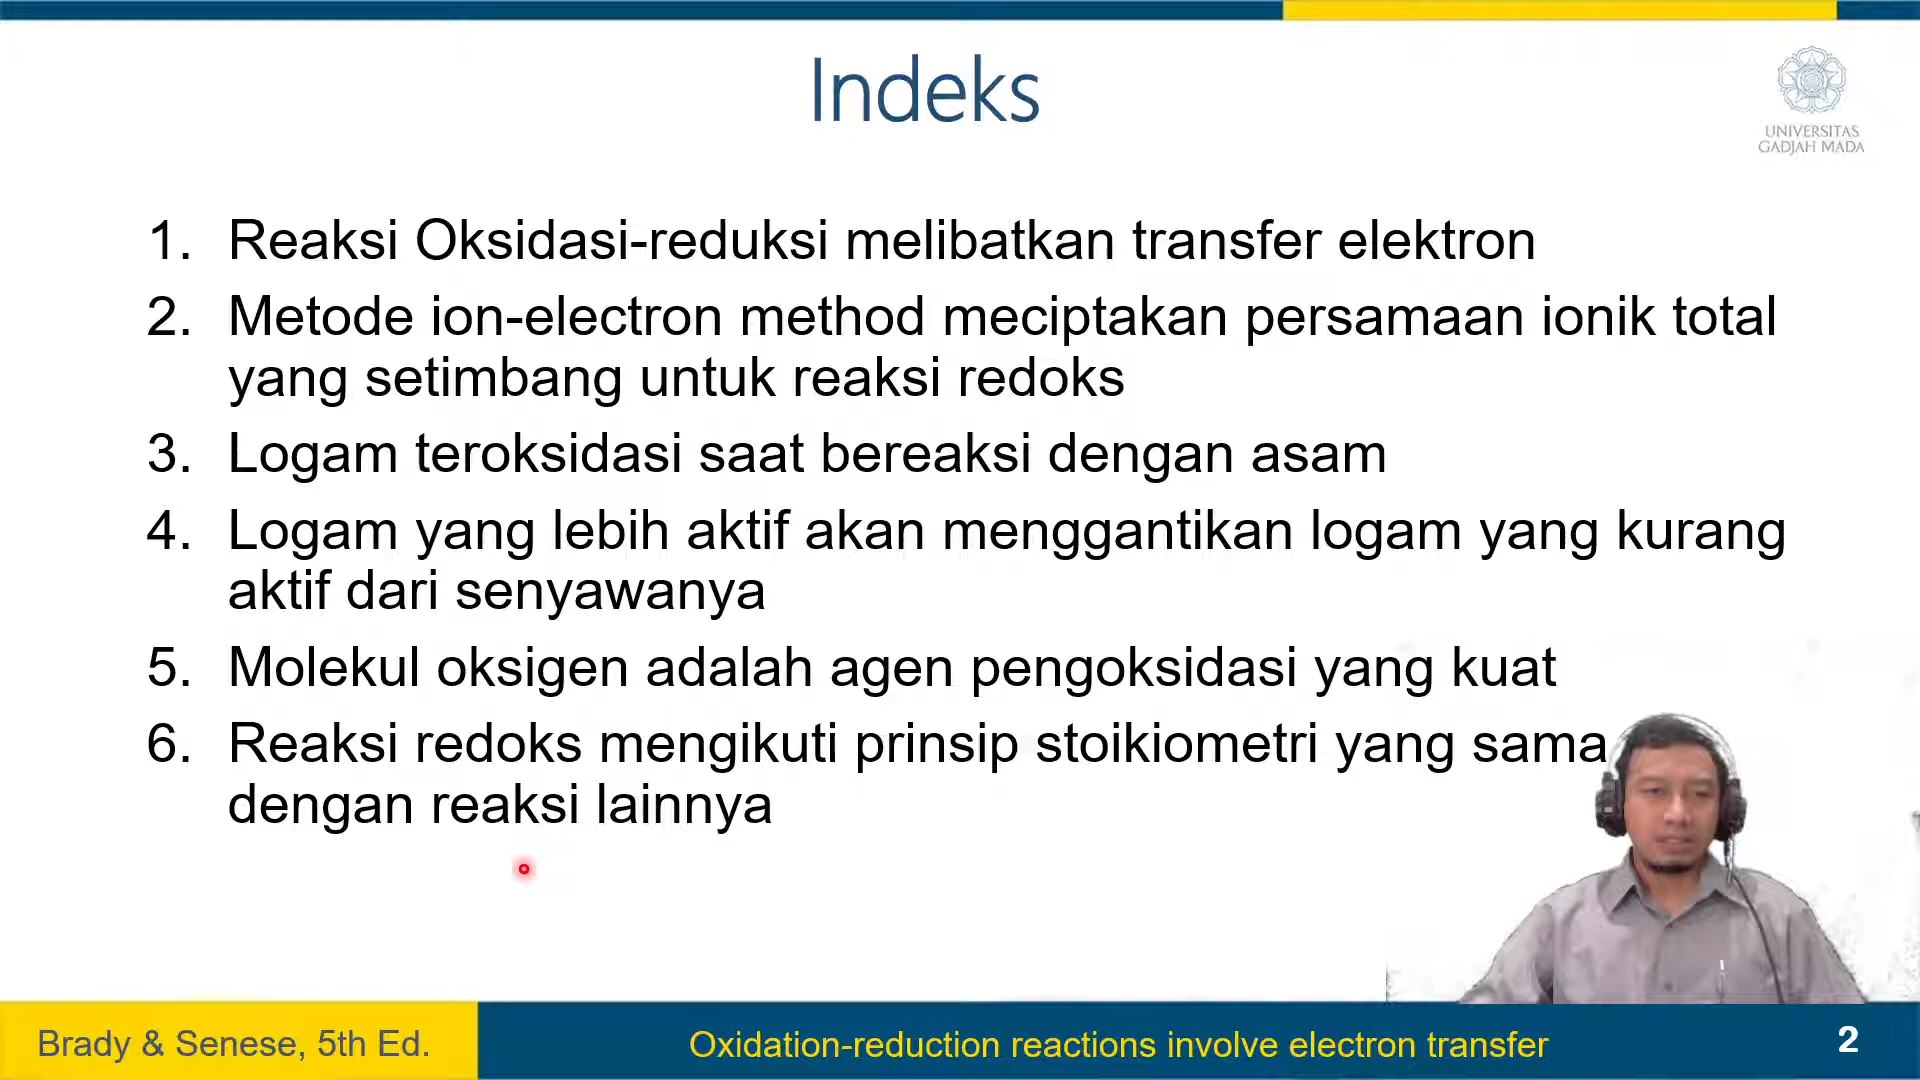 Indeks
UNIVERSITAS
GADJAH MADA
1. Reaksi Oksidasi-reduksi melibatkan transfer elektron
2. Metode ion-electron method meciptakan persamaan ionik total
yang setimbang untuk reaksi redoks
3. Logam teroksidasi saat bereaksi dengan asam
4. Logam yang lebih aktif akan menggantikan logam yang kurang
aktif dari senyawanya
5. Molekul oksigen adalah agen pengoksidasi yang kuat
6. Reaksi redoks mengikuti prinsip stoikiometri yang sama
dengan reaksi lainnya
Brady & Senese, 5th Ed.
Oxidation-reduction reactions involve electron transfer
2